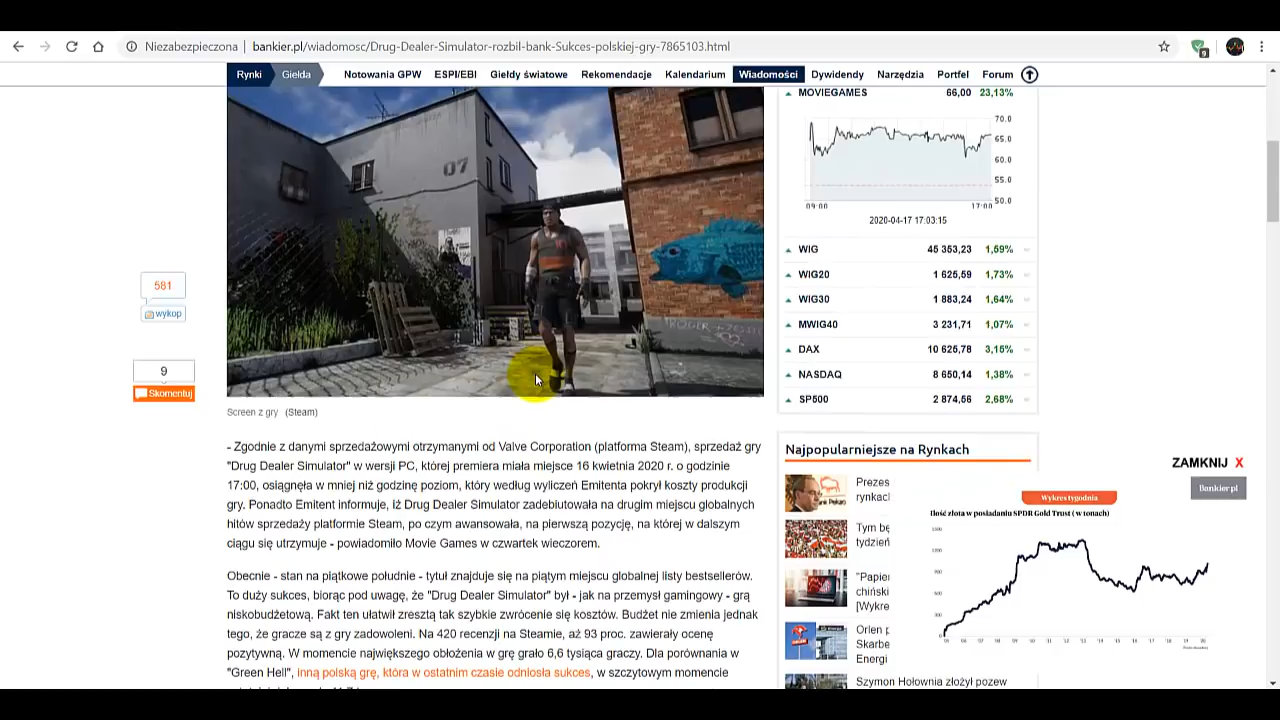 Niezabezpieczona
bankier.pl/wiadomosc/Drug-Dealer-Simulator-rozbil-bank-Sukces-polskiej-gry-7865103.html
9
Rynki Giełda Notowania GPW ESPI/EBI Giełdy światowe Rekomendacje Kalendarium Wiadomości Dywidendy Narzędzia Portfel Forum
07
MOVIEGAMES 66,00 23,13%
70.0
65.0
60.0
55.0
50.0
09:00 17:00
2020-04-17 17:03:15
WIG 45 353,23 1,59%
WIG20 1 625,59 1,73%
WIG30 1 883,24 1,64%
MWIG40 3 231,71 1,07%
DAX 10 625,78 3,15%
NASDAQ 8 650,14 1,38%
SP500 2 874,56 2,68%
581
wykop
9
Skomentuj
Screen z gry (Steam)
- Zgodnie z danymi sprzedażowymi otrzymanymi od Valve Corporation (platforma Steam), sprzedaż gry
"Drug Dealer Simulator" w wersji PC, której premiera miała miejsce 16 kwietnia 2020 r. o godzinie
17:00, osiągnęła w mniej niż godzinę poziom, który według wyliczeń Emitenta pokrył koszty produkcji
gry. Ponadto Emitent informuje, iż Drug Dealer Simulator zadebiutowała na drugim miejscu globalnych
hitów sprzedaży platformie Steam, po czym awansowała, na pierwszą pozycję, na której w dalszym
ciągu się utrzymuje - powiadomiło Movie Games w czwartek wieczorem.
Obecnie - stan na piątkowe południe - tytuł znajduje się na piątym miejscu globalnej listy bestsellerów.
To duży sukces, biorąc pod uwagę, że "Drug Dealer Simulator" był - jak na przemysł gamingowy - grą
niskobudżetową. Fakt ten ułatwił zresztą tak szybkie zwrócenie się kosztów. Budżet nie zmienia jednak
tego, że gracze są z gry zadowoleni. Na 420 recenzji na Steamie, aż 93 proc. zawierały ocenę
pozytywną. W momencie największego obłożenia w grę grało 6,6 tysiąca graczy. Dla porównania w
"Green Hell", inną polską grę, która w ostatnim czasie odniosła sukces, w szczytowym momencie
Najpopularniejsze na Rynkach
Prezes
rynkach
Tym bę
tydzień
"Papier
chiński
[Wykre
Orlen p
Skarbe
Energi
Szymon Hołownia złożył pozew
ZAMKNIJ X
Bankier.pl
Wykres tygodnia
Ilość złota w posiadaniu SPDR Gold Trust ( w tonach)
1500
1200
900
600
300
0